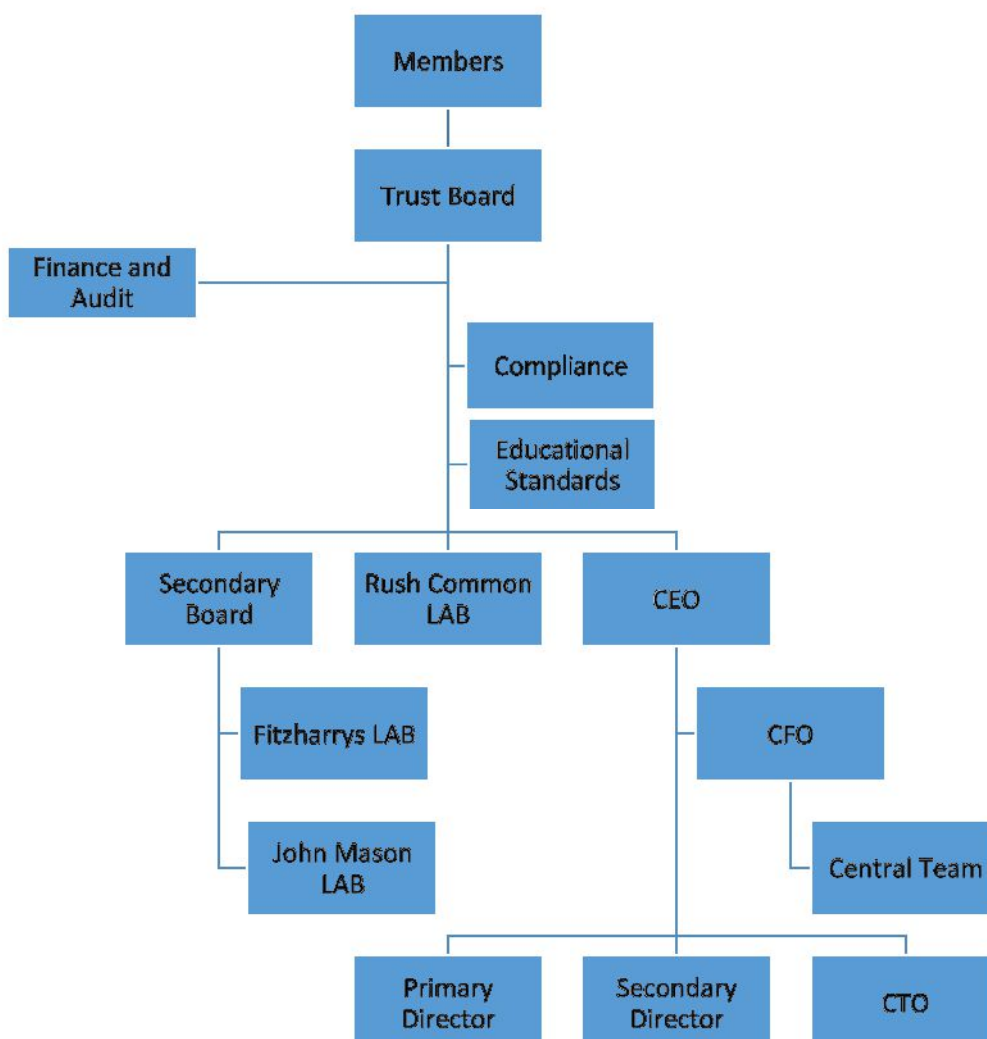 Members
Trust Board
Finance and
Audit
Compliance
Educational
Standards
Secondary
Board
Rush Common
LAB
CEO
Fitzharrys LAB
CFO
John Mason
LAB
Central Team
Primary
Director
Secondary
Director
CTO